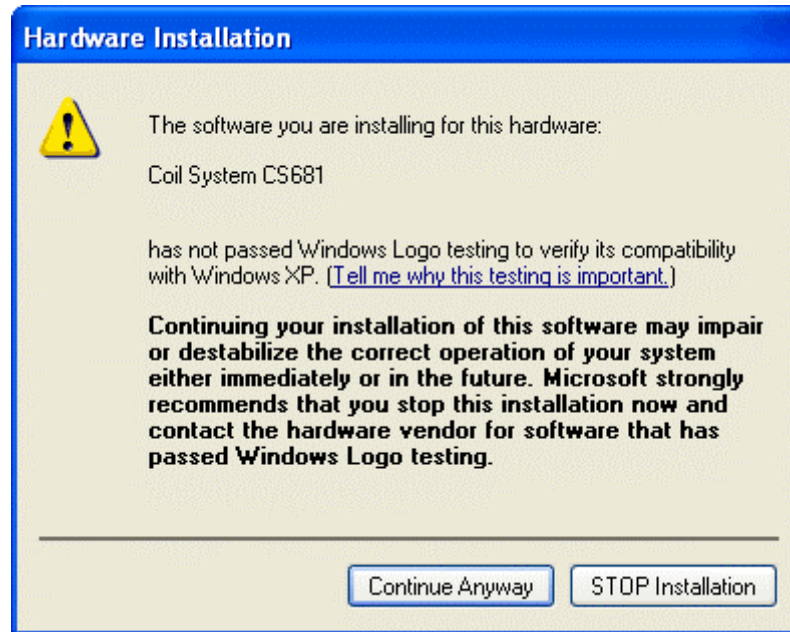 Hardware Installation
The software you are installing for this hardware:
Coil System CS681
has not passed Windows Logo testing to verify its compatibility
with Windows XP. (Tell me why this testing is important.)
Continuing your installation of this software may impair
or destabilize the correct operation of your system
either immediately or in the future. Microsoft strongly
recommends that you stop this installation now and
contact the hardware vendor for software that has
passed Windows Logo testing.
Continue Anyway
STOP Installation